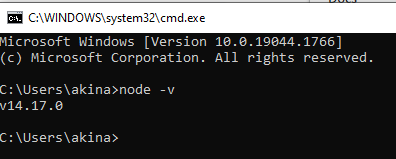 C:\WINDOWS\system32\cmd.exe
Microsoft Windows [Version 10.0.19044.1766]
(c) Microsoft Corporation. All rights reserved.
C:\Users\akina>node -v
v14.17.0
C:\Users\akina>